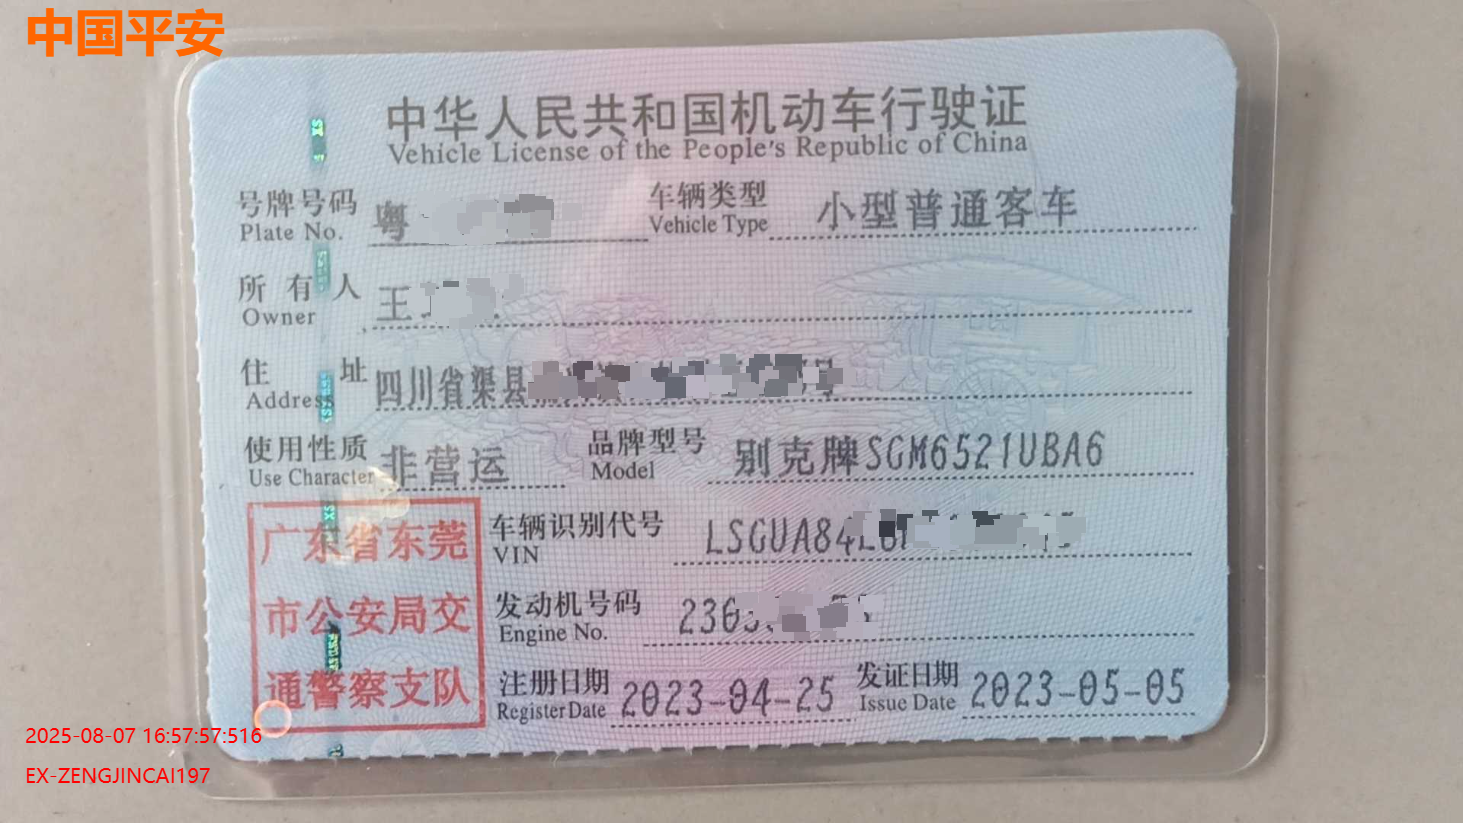 中国平安
中华人民共和国机动车行驶证
Vehicle License of the People's Republic of China
号牌号码 粤 车辆类型 小型普通客车
Plate No. Vehicle Type
所有人 王
Owner
住址 四川省渠县 号
Address
使用性质 非营运 品牌型号 别克牌SGM6521UBA6
Use Character Model
广东省东莞
市公安局交
通警察支队
车辆识别代号 LSGUA84
VIN
发动机号码 230
Engine No.
注册日期 2023-04-25 发证日期 2023-05-05
Register Date Issue Date
2025-08-07 16:57:57:516
EX-ZENGJINCAI197